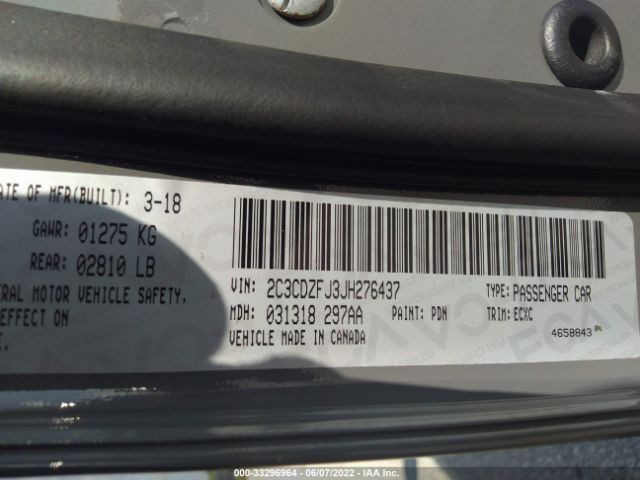 ATE OF MFR(BUILT): 3-18
GAWR: 01275 KG
REAR: 02810 LB
ERAL MOTOR VEHICLE SAFETY,
EFFECT ON
E.
VIN: 2C3CDZFJ3JH276437 TYPE: PASSENGER CAR
MDH: 031318 297AA PAINT: PDN TRIM: ECXC
VEHICLE MADE IN CANADA 4658843
000-33296964 - 06/07/2022 - IAA Inc.